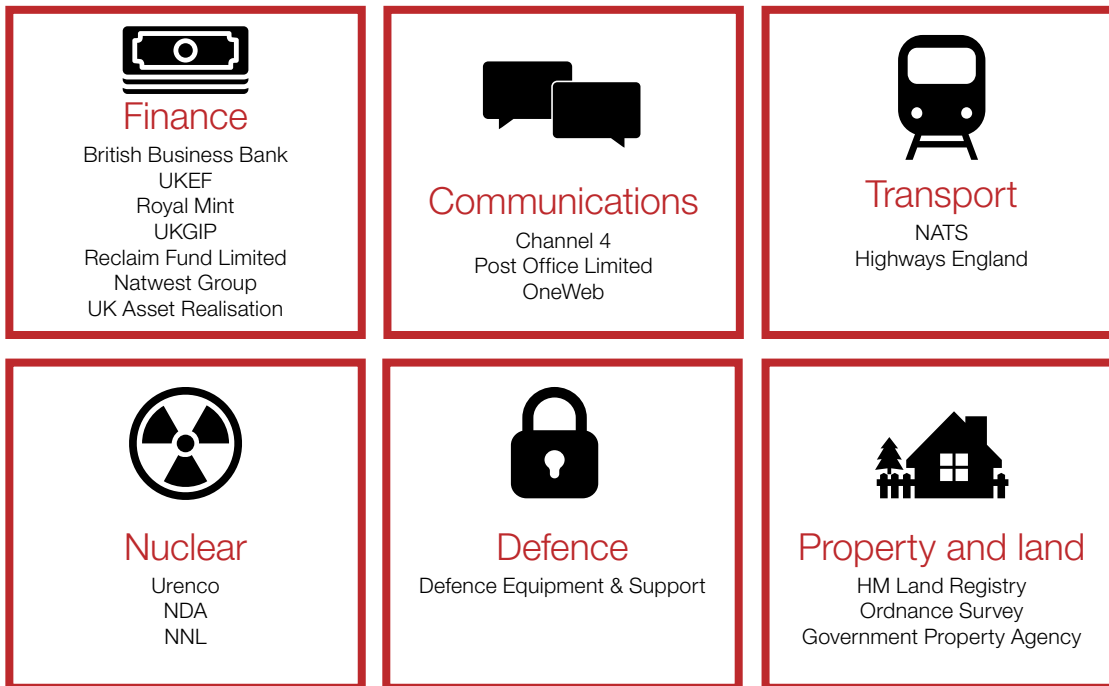 Finance
British Business Bank
UKEF
Royal Mint
UKGIP
Reclaim Fund Limited
Natwest Group
UK Asset Realisation
Communications
Channel 4
Post Office Limited
OneWeb
Transport
NATS
Highways England
Nuclear
Urenco
NDA
NNL
Defence
Defence Equipment & Support
Property and land
HM Land Registry
Ordnance Survey
Government Property Agency